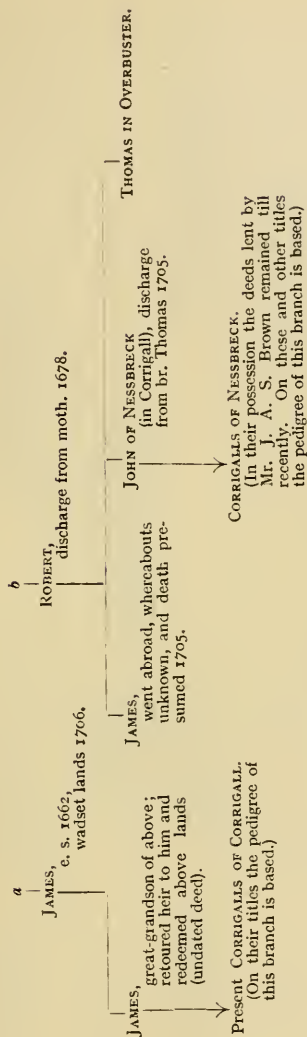 a
JAMES,
e. s. 1662,
wadset lands 1706.
JAMES,
great-grandson of above;
retoured heir to him and
redeemed above lands
(undated deed).
Present CORRIGALLS OF CORRIGALL.
(On their titles the pedigree of
this branch is based.)
b
ROBERT,
discharge from moth. 1678.
JAMES,
went abroad, whereabouts
unknown, and death pre-
sumed 1705.
JOHN OF NESSBRECK
(in Corrigall), discharge
from br. Thomas 1705.
CORRIGALLS OF NESSBRECK.
(In their possession the deeds lent by
Mr. J. A. S. Brown remained till
recently. On these and other titles
the pedigree of this branch is based.)
THOMAS IN OVERBUSTER.